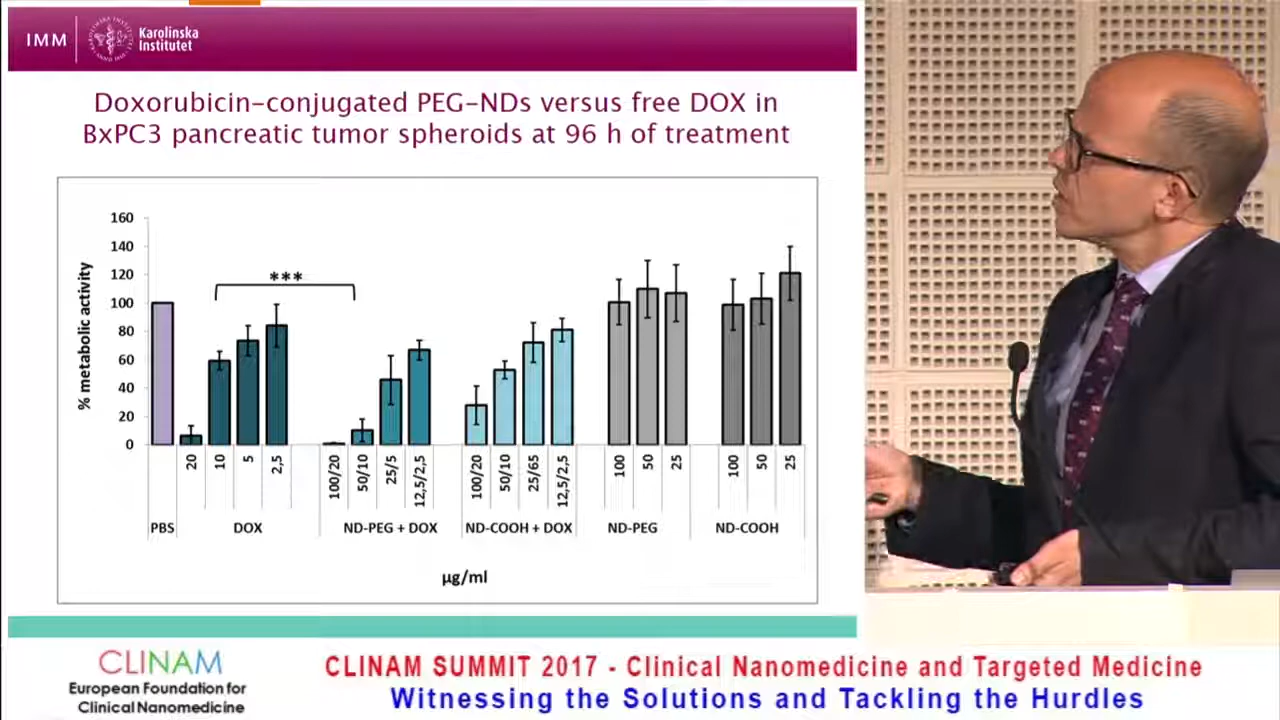 IMM
Karolinska
Institutet
Doxorubicin-conjugated PEG-NDs versus free DOX in
BxPC3 pancreatic tumor spheroids at 96 h of treatment
% metabolic activity
160
140
120
100
80
60
40
20
0
***
20
10
5
2,5
100/20
50/10
25/5
12,5/2,5
100/20
50/10
25/65
12,5/2,5
100
50
25
100
50
25
PBS
DOX
ND-PEG + DOX
ND-COOH + DOX
ND-PEG
ND-COOH
µg/ml
CLINAM
European Foundation for
Clinical Nanomedicine
CLINAM SUMMIT 2017 - Clinical Nanomedicine and Targeted Medicine
Witnessing the Solutions and Tackling the Hurdles